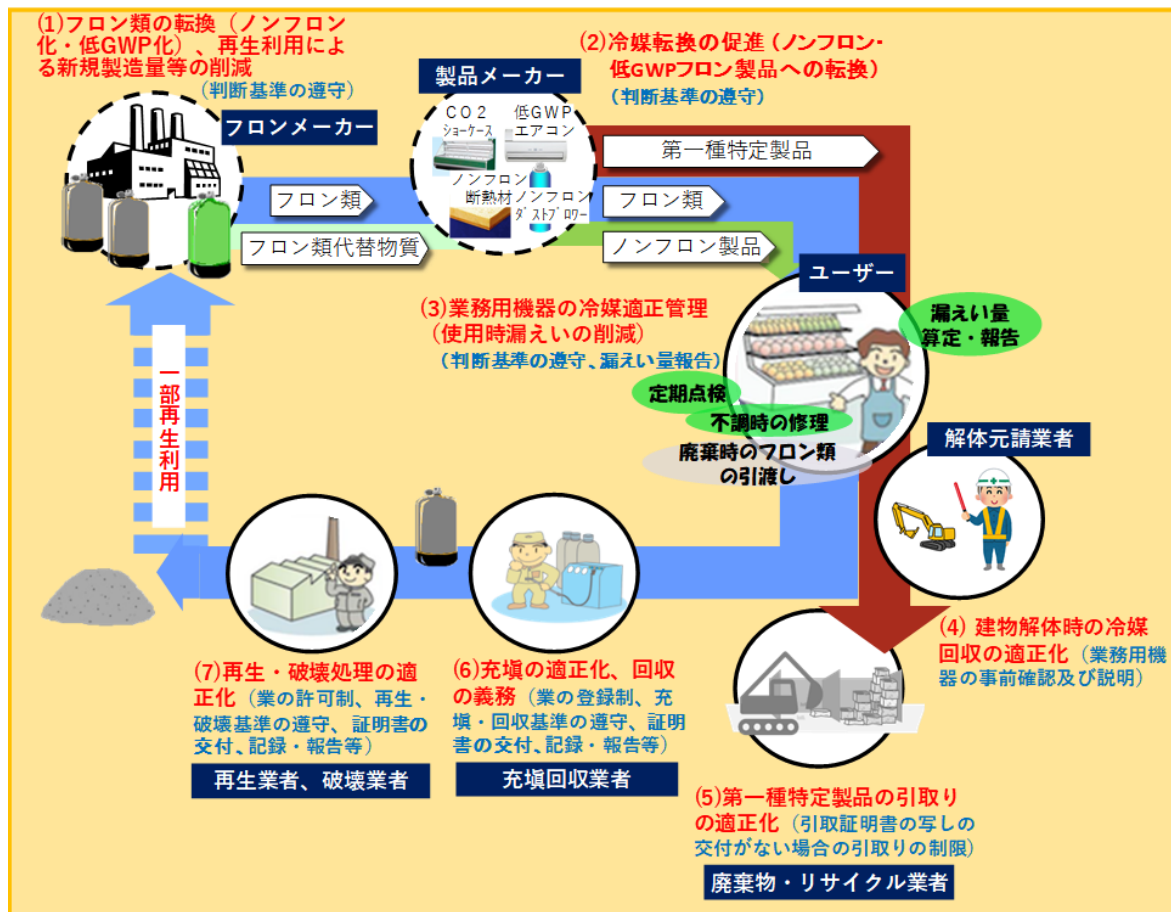 (1)フロン類の転換（ノンフロン
化・低GWP化）、再生利用によ
る新規製造量等の削減
(判断基準の遵守)
フロンメーカー
製品メーカー
(2)冷媒転換の促進（ノンフロン・
低GWPフロン製品への転換）
(判断基準の遵守)
ＣＯ２
ｼｮｰｹｰｽ
低ＧＷＰ
エアコン
ノンフロン
断熱材
ノンフロン
ﾀﾞｽﾄﾌﾞﾛﾜｰ
第一種特定製品
フロン類
フロン類
フロン類代替物質
ノンフロン製品
ユーザー
(3)業務用機器の冷媒適正管理
(使用時漏えいの削減)
(判断基準の遵守、漏えい量報告)
漏えい量
算定・報告
定期点検
不調時の修理
廃棄時のフロン類
の引渡し
一部再生利用
解体元請業者
(4) 建物解体時の冷媒
回収の適正化（業務用機
器の事前確認及び説明）
(7)再生・破壊処理の適
正化（業の許可制、再生・
破壊基準の遵守、証明書の
交付、記録・報告等）
再生業者、破壊業者
(6)充塡の適正化、回収
の義務（業の登録制、充
塡・回収基準の遵守、証明
書の交付、記録・報告等）
充塡回収業者
(5)第一種特定製品の引取り
の適正化（引取証明書の写しの
交付がない場合の引取りの制限）
廃棄物・リサイクル業者